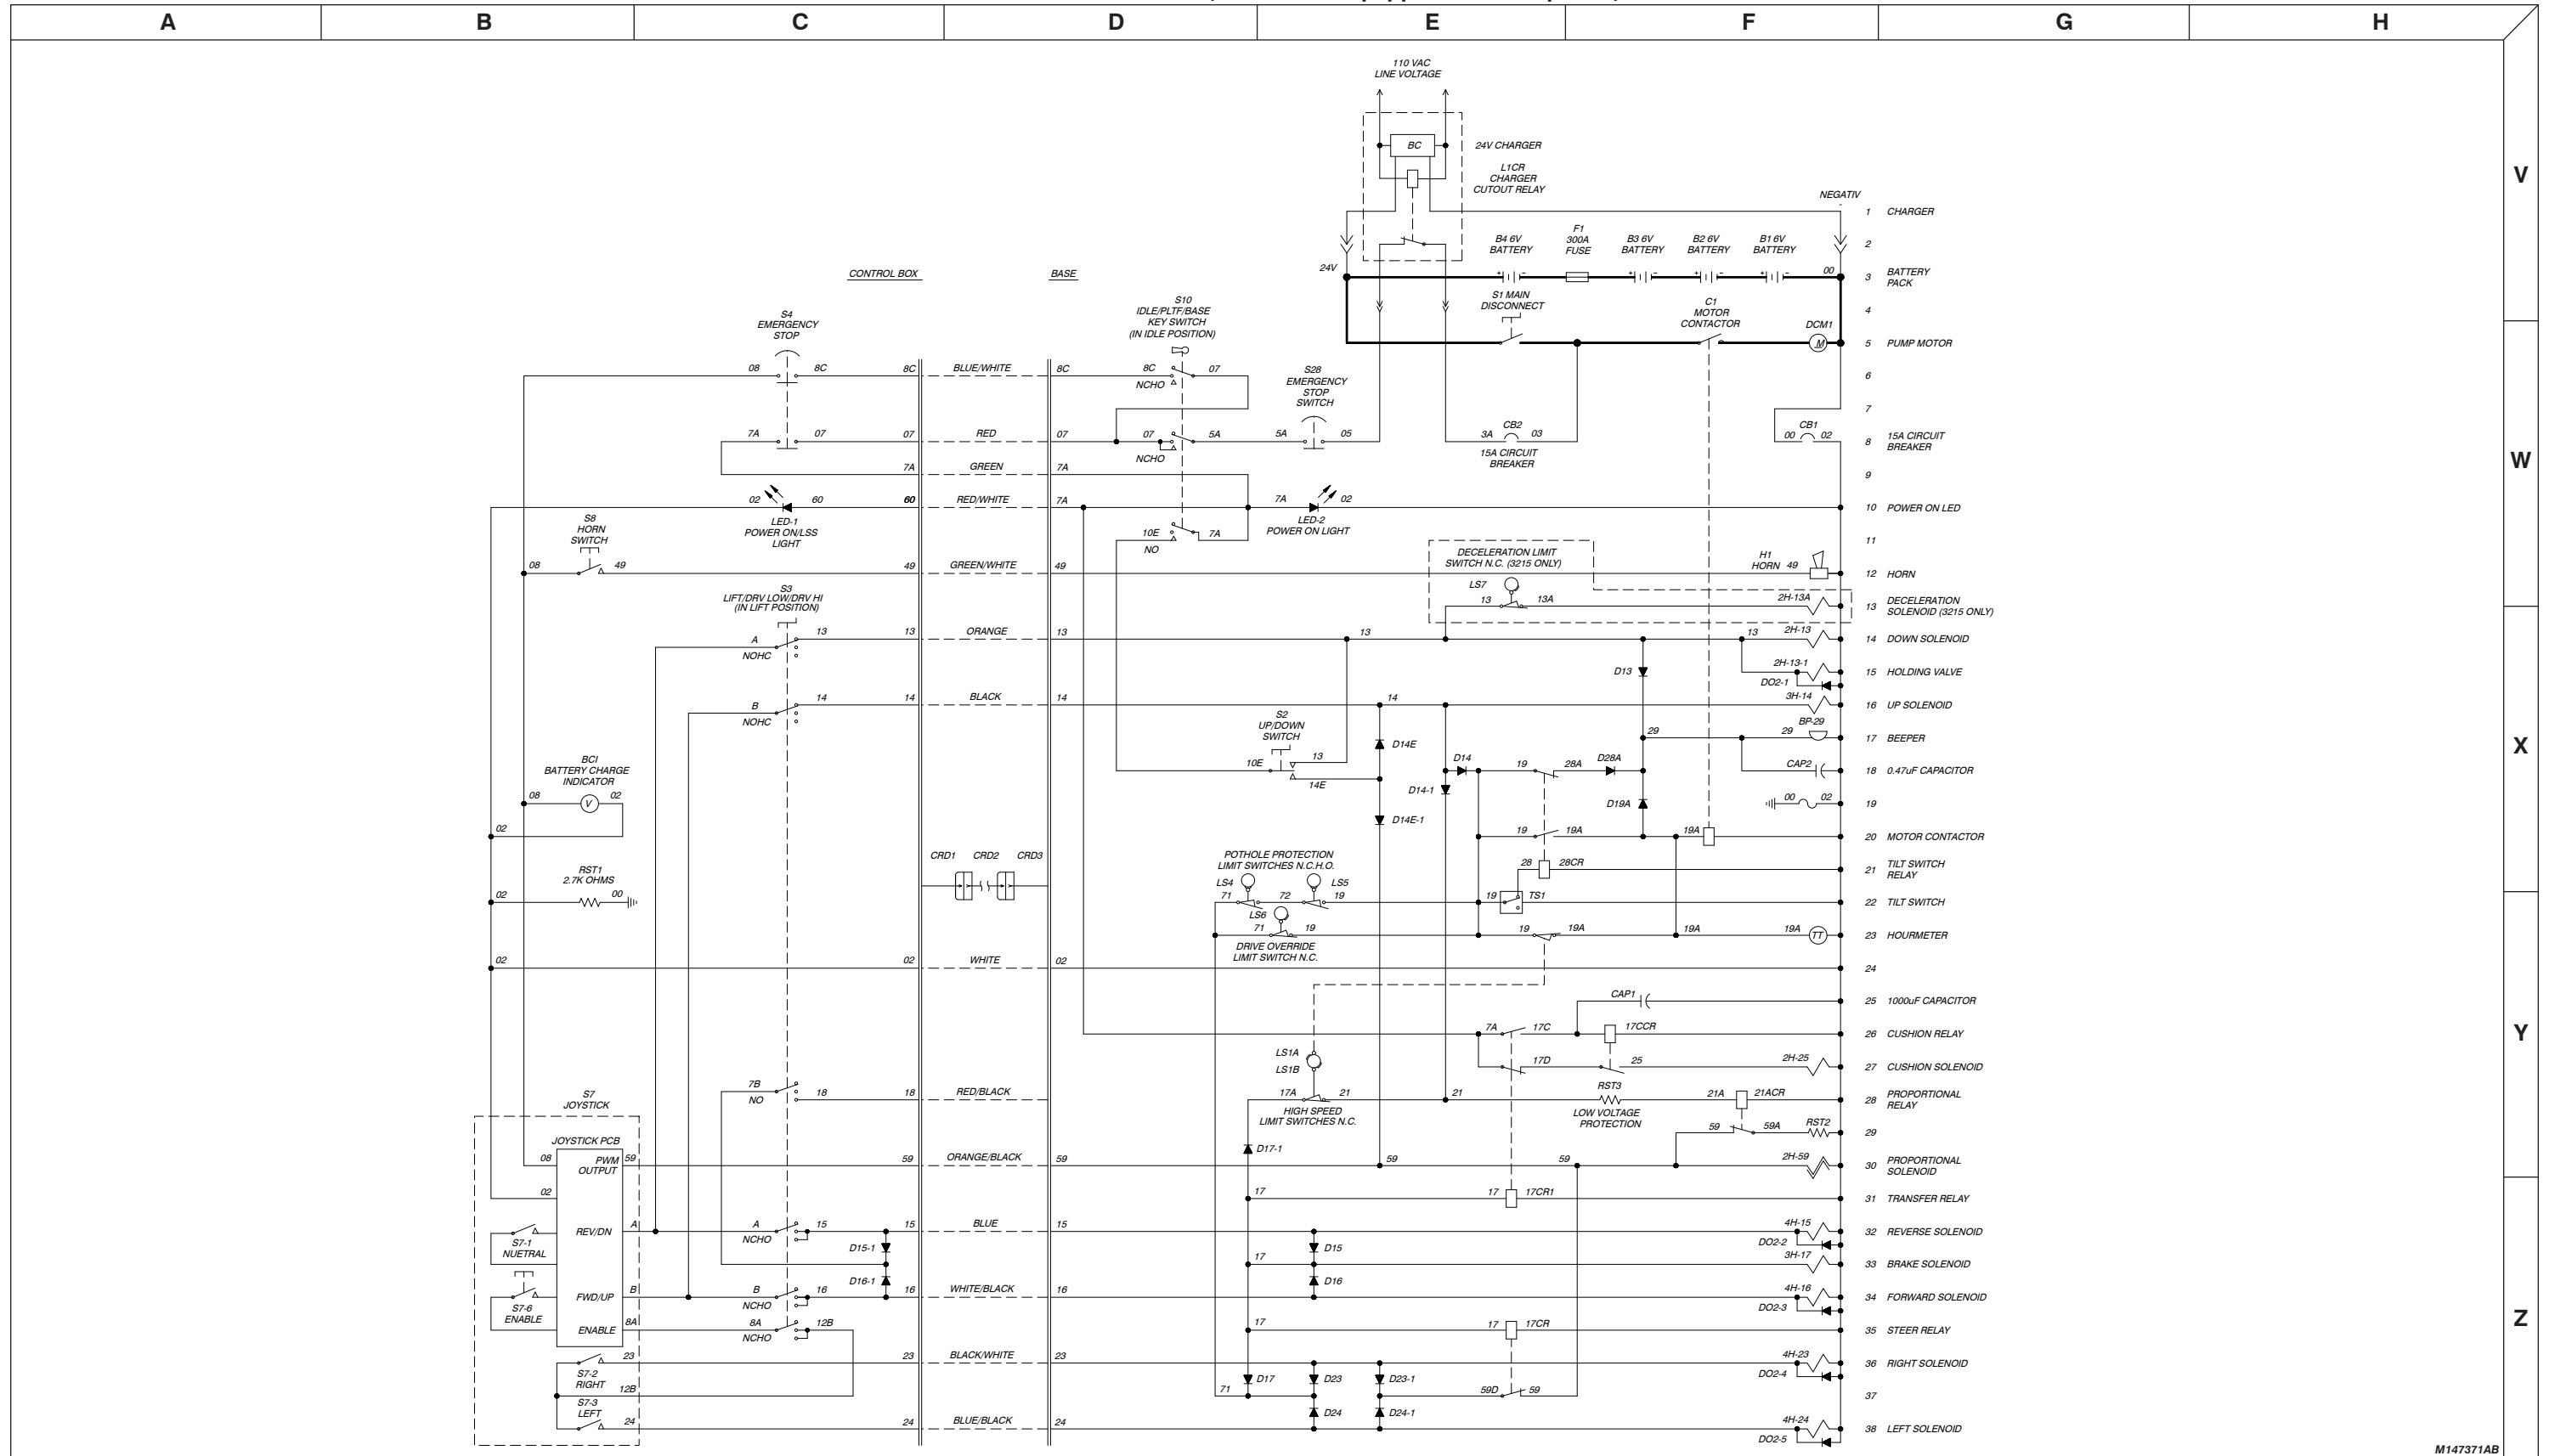 A B C D E F G H
V
W
X
Y
Z
110 VAC
LINE VOLTAGE
BC
24V CHARGER
L1CR
CHARGER
CUTOUT RELAY
NEGATIV
1 CHARGER
2
24V
B4 6V
BATTERY
F1
300A
FUSE
B3 6V
BATTERY
B2 6V
BATTERY
B1 6V
BATTERY
00
3 BATTERY
PACK
CONTROL BOX
BASE
S1 MAIN
DISCONNECT
C1
MOTOR
CONTACTOR
DCM1
M
4
5 PUMP MOTOR
S4
EMERGENCY
STOP
S10
IDLE/PLTF/BASE
KEY SWITCH
(IN IDLE POSITION)
08 8C 8C BLUE/WHITE 8C 8C 07
NCHO
S28
EMERGENCY
STOP
SWITCH
6
7
7A 07 07 RED 07 07 5A 5A 05
NCHO
3A CB2 03
15A CIRCUIT
BREAKER
00 CB1 02
8 15A CIRCUIT
BREAKER
7A GREEN 7A
9
02 60 60 RED/WHITE 7A 7A 02
LED-1
POWER ON/LSS
LIGHT
LED-2
POWER ON LIGHT
10 POWER ON LED
10E 7A
NO
11
S8
HORN
SWITCH
08 49 49 GREEN/WHITE 49
H1
HORN 49
12 HORN
DECELERATION LIMIT
SWITCH N.C. (3215 ONLY)
LS7
13 13A 2H-13A
13 DECELERATION
SOLENOID (3215 ONLY)
S3
LIFT/DRV LOW/DRV HI
(IN LIFT POSITION)
A 13 13 ORANGE 13 13 13 2H-13
NOHC
14 DOWN SOLENOID
D13
2H-13-1
DO2-1
15 HOLDING VALVE
B 14 14 BLACK 14 14 3H-14
NOHC
16 UP SOLENOID
S2
UP/DOWN
SWITCH
D14E
29 29 BP-29
17 BEEPER
10E 13
14E
D14 19 28A D28A
CAP2
18 0.47uF CAPACITOR
BCI
BATTERY CHARGE
INDICATOR
08 V 02
02
D14-1
D14E-1
D19A
00 02
19
19 19A 19A
20 MOTOR CONTACTOR
CRD1 CRD2 CRD3
POTHOLE PROTECTION
LIMIT SWITCHES N.C.H.O.
28 28CR
21 TILT SWITCH
RELAY
RST1
2.7K OHMS
02 00
LS4 LS5
71 72 19
19 TS1
22 TILT SWITCH
LS6
71 19
DRIVE OVERRIDE
LIMIT SWITCH N.C.
19 19A 19A 19A TT
23 HOURMETER
02 02 WHITE 02
24
CAP1
25 1000uF CAPACITOR
7A 17C 17CCR
26 CUSHION RELAY
LS1A
LS1B
17D 25 2H-25
27 CUSHION SOLENOID
7B
NO
18 18 RED/BLACK
17A 21 21
HIGH SPEED
LIMIT SWITCHES N.C.
RST3
LOW VOLTAGE
PROTECTION
21A 21ACR
28 PROPORTIONAL
RELAY
59 59A RST2
29
S7
JOYSTICK
JOYSTICK PCB
08 PWM
OUTPUT
59 59 ORANGE/BLACK 59 59 59 2H-59
D17-1
30 PROPORTIONAL
SOLENOID
02
17 17 17CR1
31 TRANSFER RELAY
S7-1
NUETRAL
REV/DN
A A 15 15 BLUE 15 4H-15
NCHO
D15-1 D15 DO2-2
32 REVERSE SOLENOID
17 3H-17
33 BRAKE SOLENOID
D16-1 D16
S7-6
ENABLE
FWD/UP
B B 16 16 WHITE/BLACK 16 4H-16
NCHO
DO2-3
34 FORWARD SOLENOID
ENABLE
8A 8A 12B
NCHO
17 17 17CR
35 STEER RELAY
S7-2
RIGHT
23 23 BLACK/WHITE 23 4H-23
D17 D23 D23-1 DO2-4
36 RIGHT SOLENOID
12B
71 59D 59
37
S7-3
LEFT
24 24 BLUE/BLACK 24 4H-24
D24 D24-1 DO2-5
38 LEFT SOLENOID
M147371AB